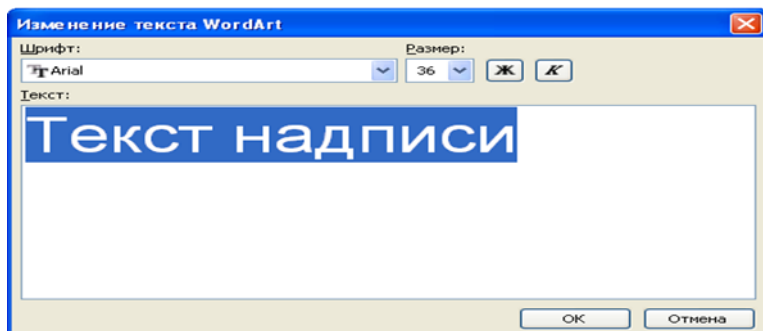 Изменение текста WordArt
Шрифт: Размер:
Arial 36 Ж К
Текст:
Текст надписи
ОК Отмена